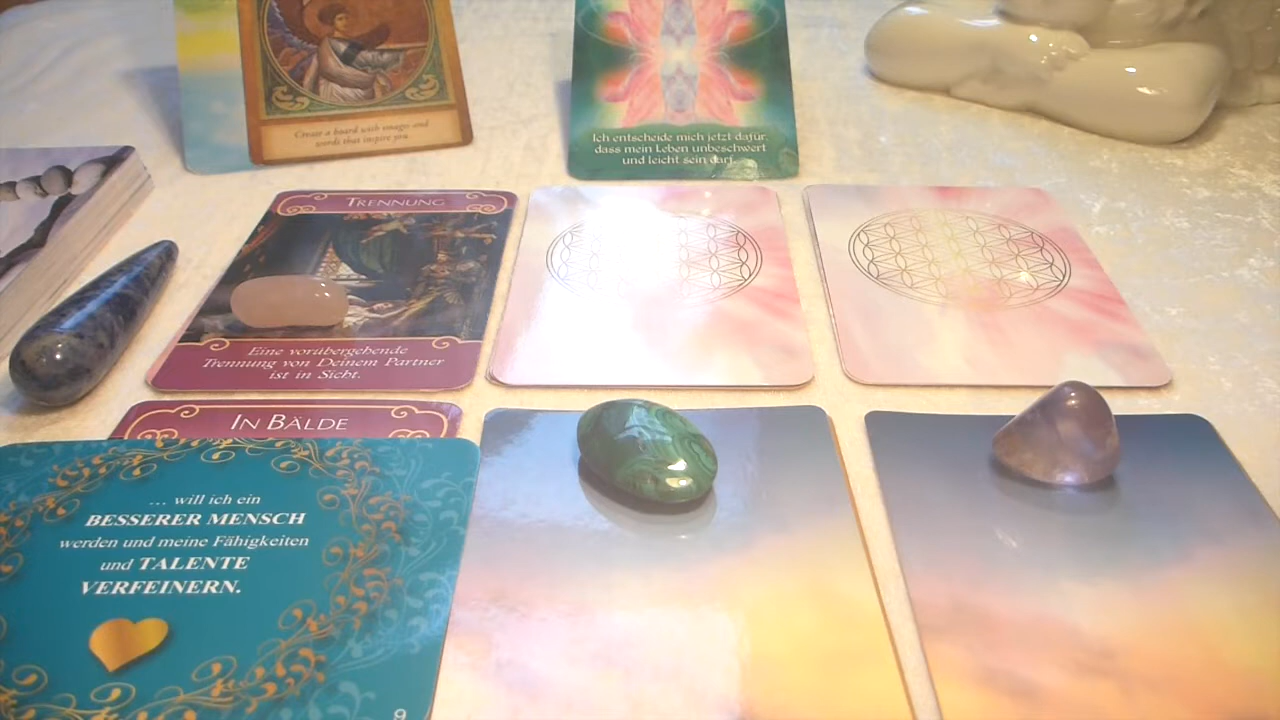 Create a board with images and
words that inspire you.
Ich entscheide mich jetzt dafür,
dass mein Leben unbeschwert
und leicht sein darf.
TRENNUNG
Eine vorübergehende
Trennung von Deinem Partner
ist in Sicht.
IN BÄLDE
... will ich ein
BESSERER MENSCH
werden und meine Fähigkeiten
und TALENTE
VERFEINERN.
9